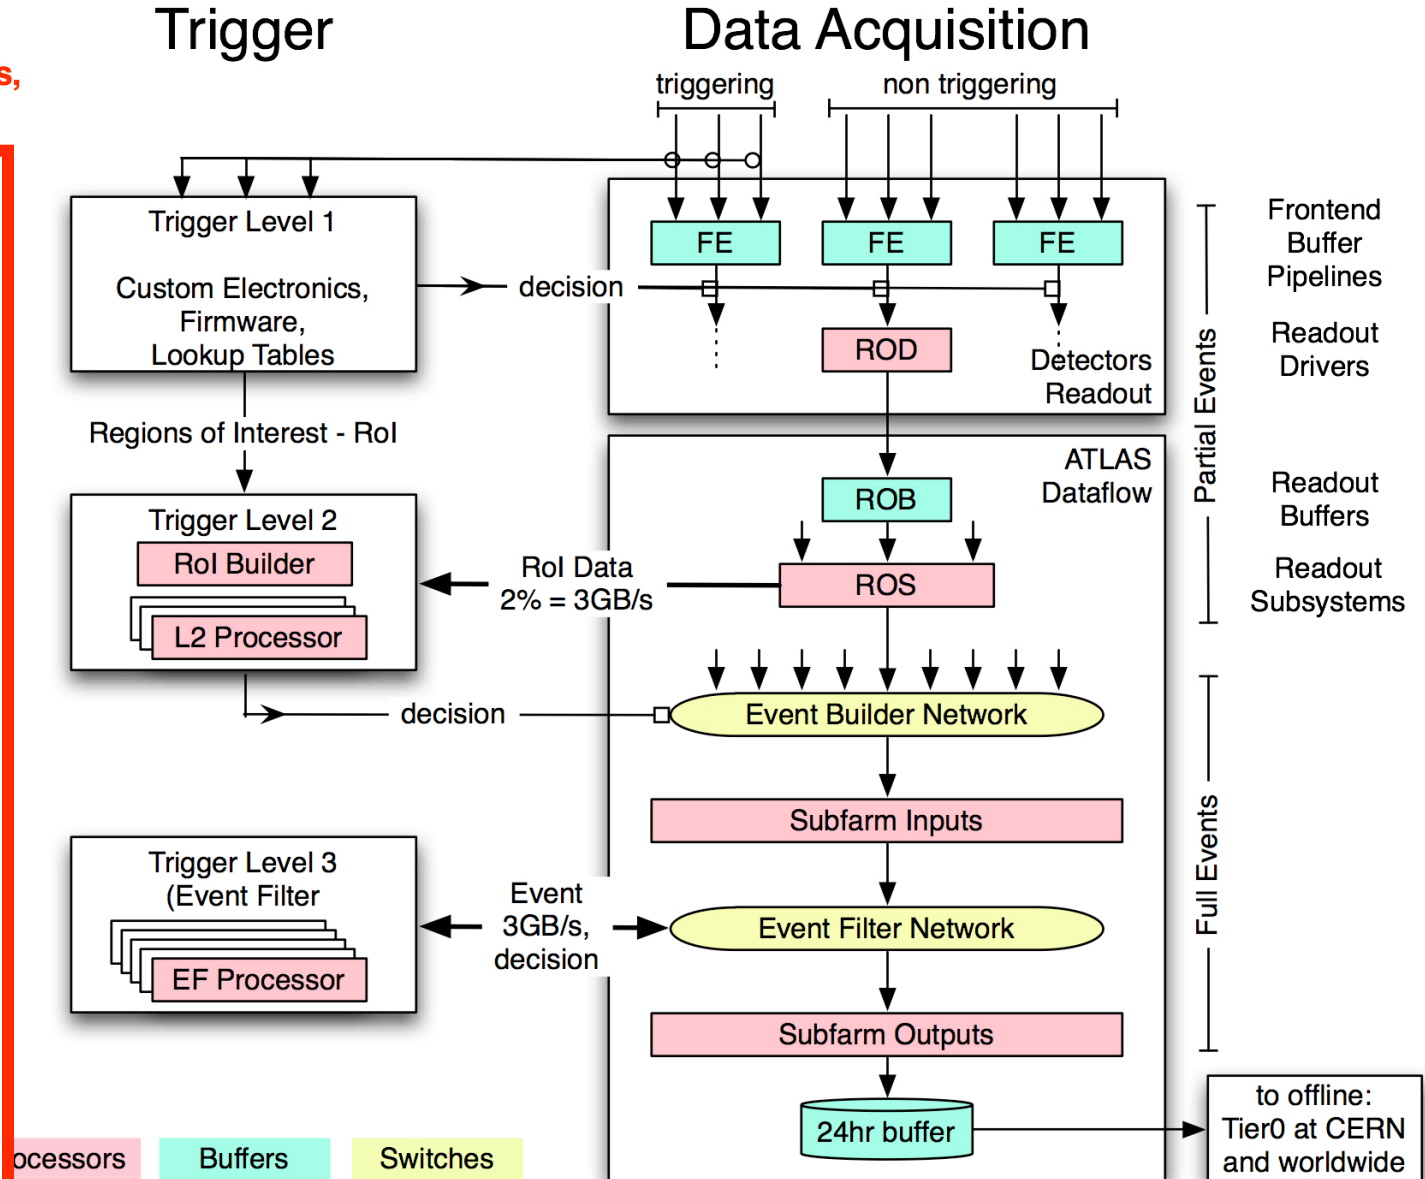 Trigger
Data Acquisition
s,
triggering
non triggering
Trigger Level 1
Custom Electronics,
Firmware,
Lookup Tables
decision
FE
FE
FE
ROD
Detectors
Readout
Frontend
Buffer
Pipelines
Readout
Drivers
Partial Events
Regions of Interest - RoI
ATLAS
Dataflow
ROB
Readout
Buffers
Trigger Level 2
RoI Builder
L2 Processor
RoI Data
2% = 3GB/s
ROS
Readout
Subsystems
decision
Event Builder Network
Subfarm Inputs
Full Events
Trigger Level 3
(Event Filter
EF Processor
Event
3GB/s,
decision
Event Filter Network
Subfarm Outputs
24hr buffer
to offline:
Tier0 at CERN
and worldwide
ocessors
Buffers
Switches